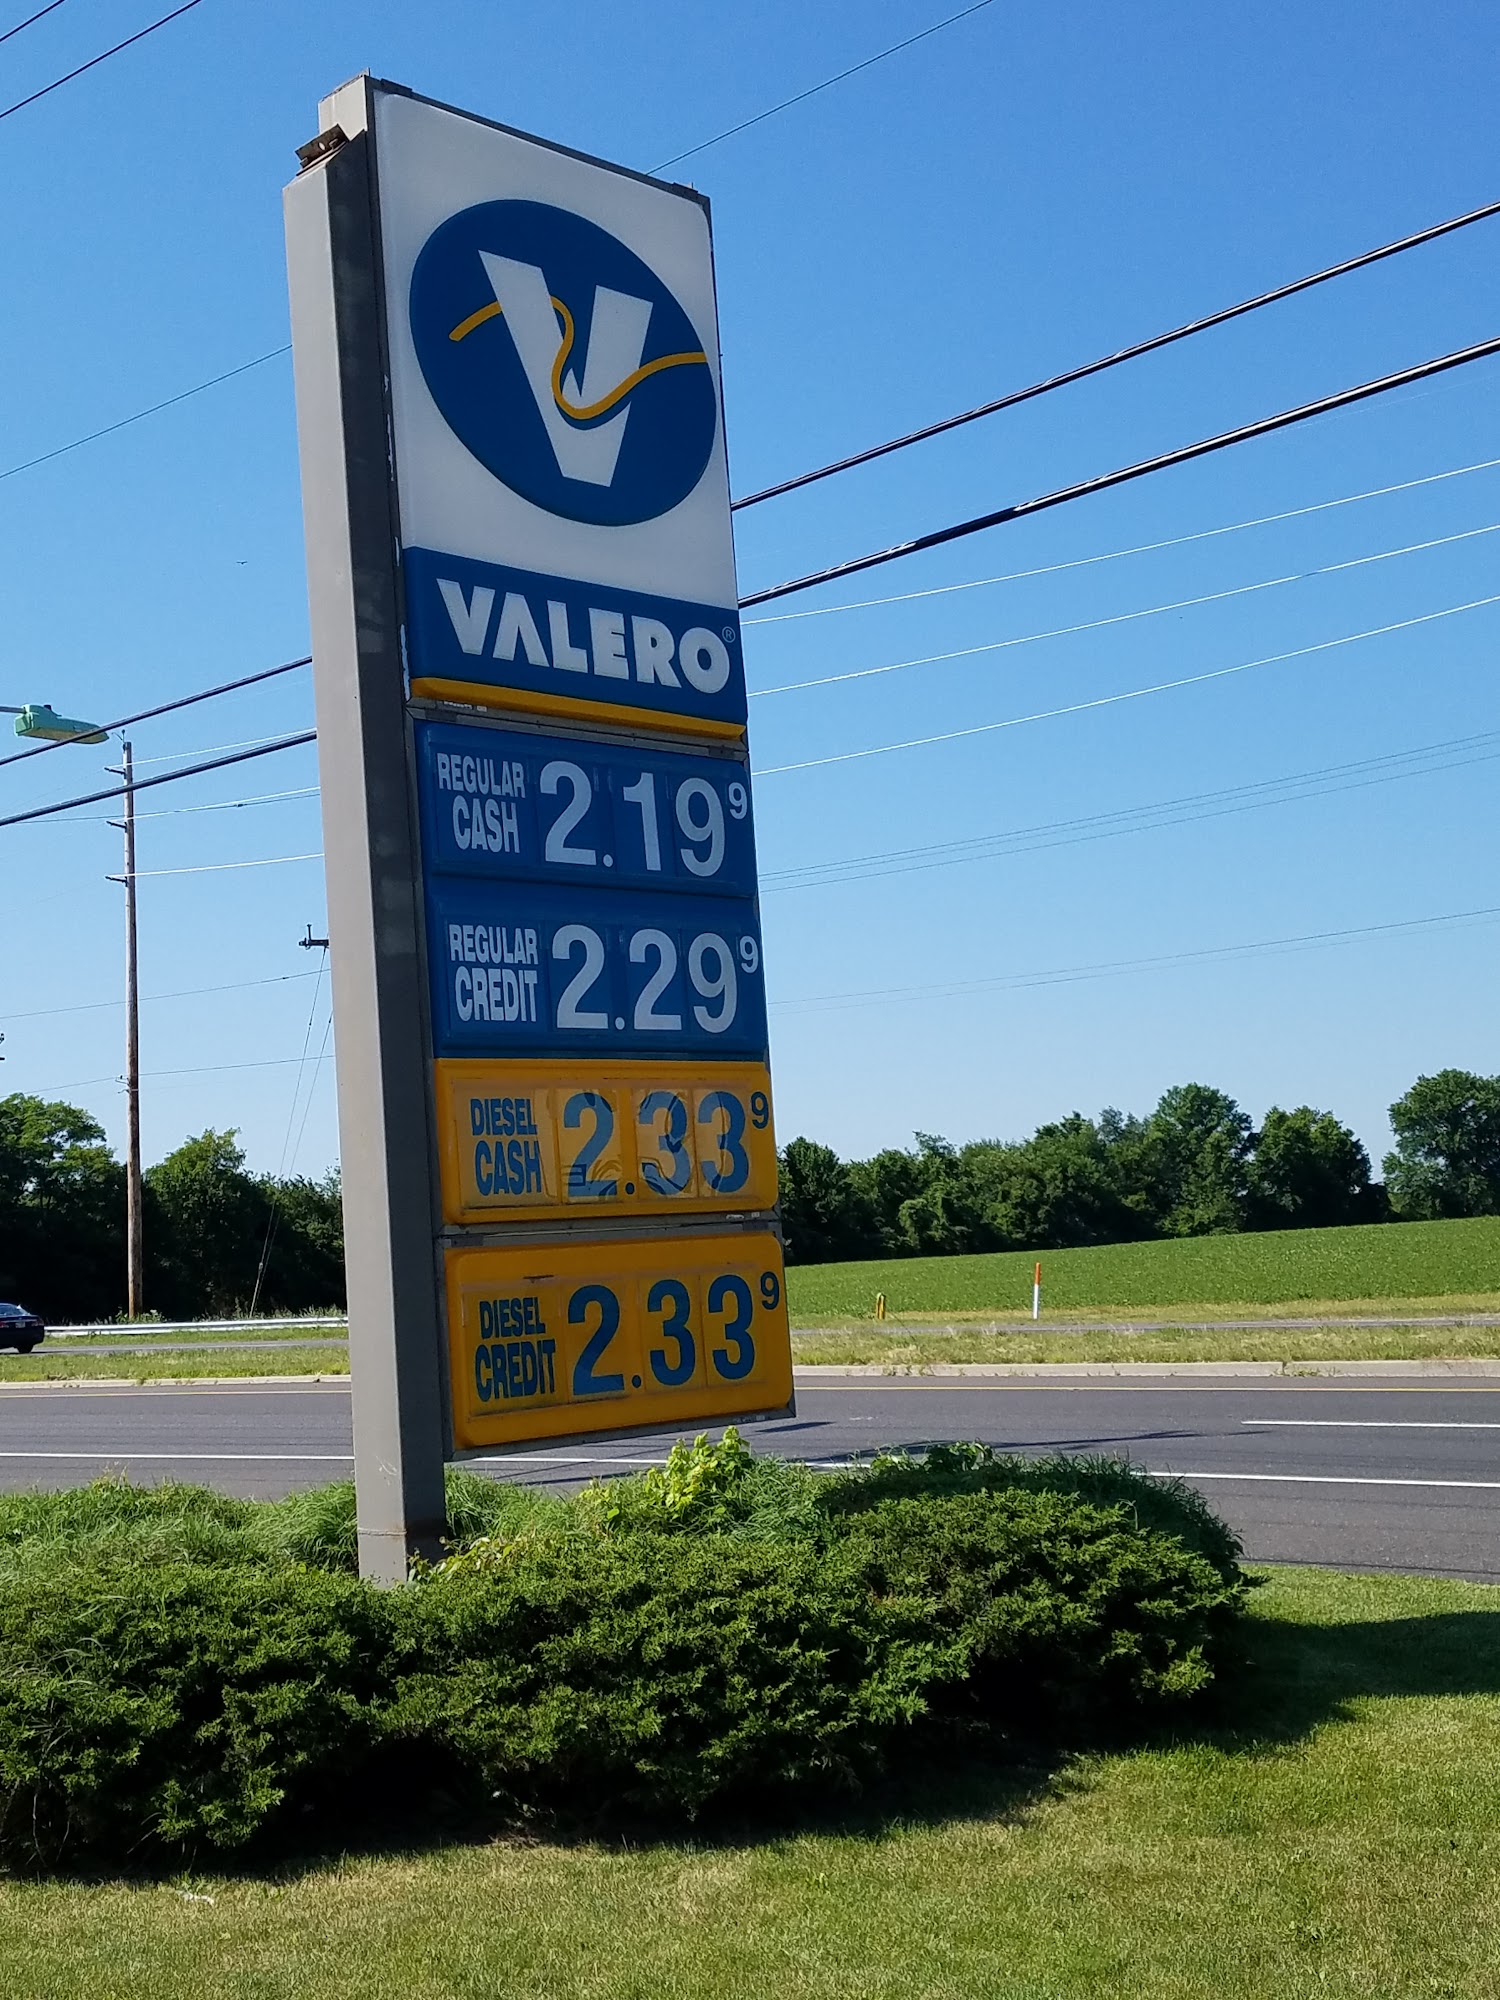 V
VALERO®
REGULAR
CASH
2.19 9
REGULAR
CREDIT
2.29 9
DIESEL
CASH
2.33 9
DIESEL
CREDIT
2.33 9